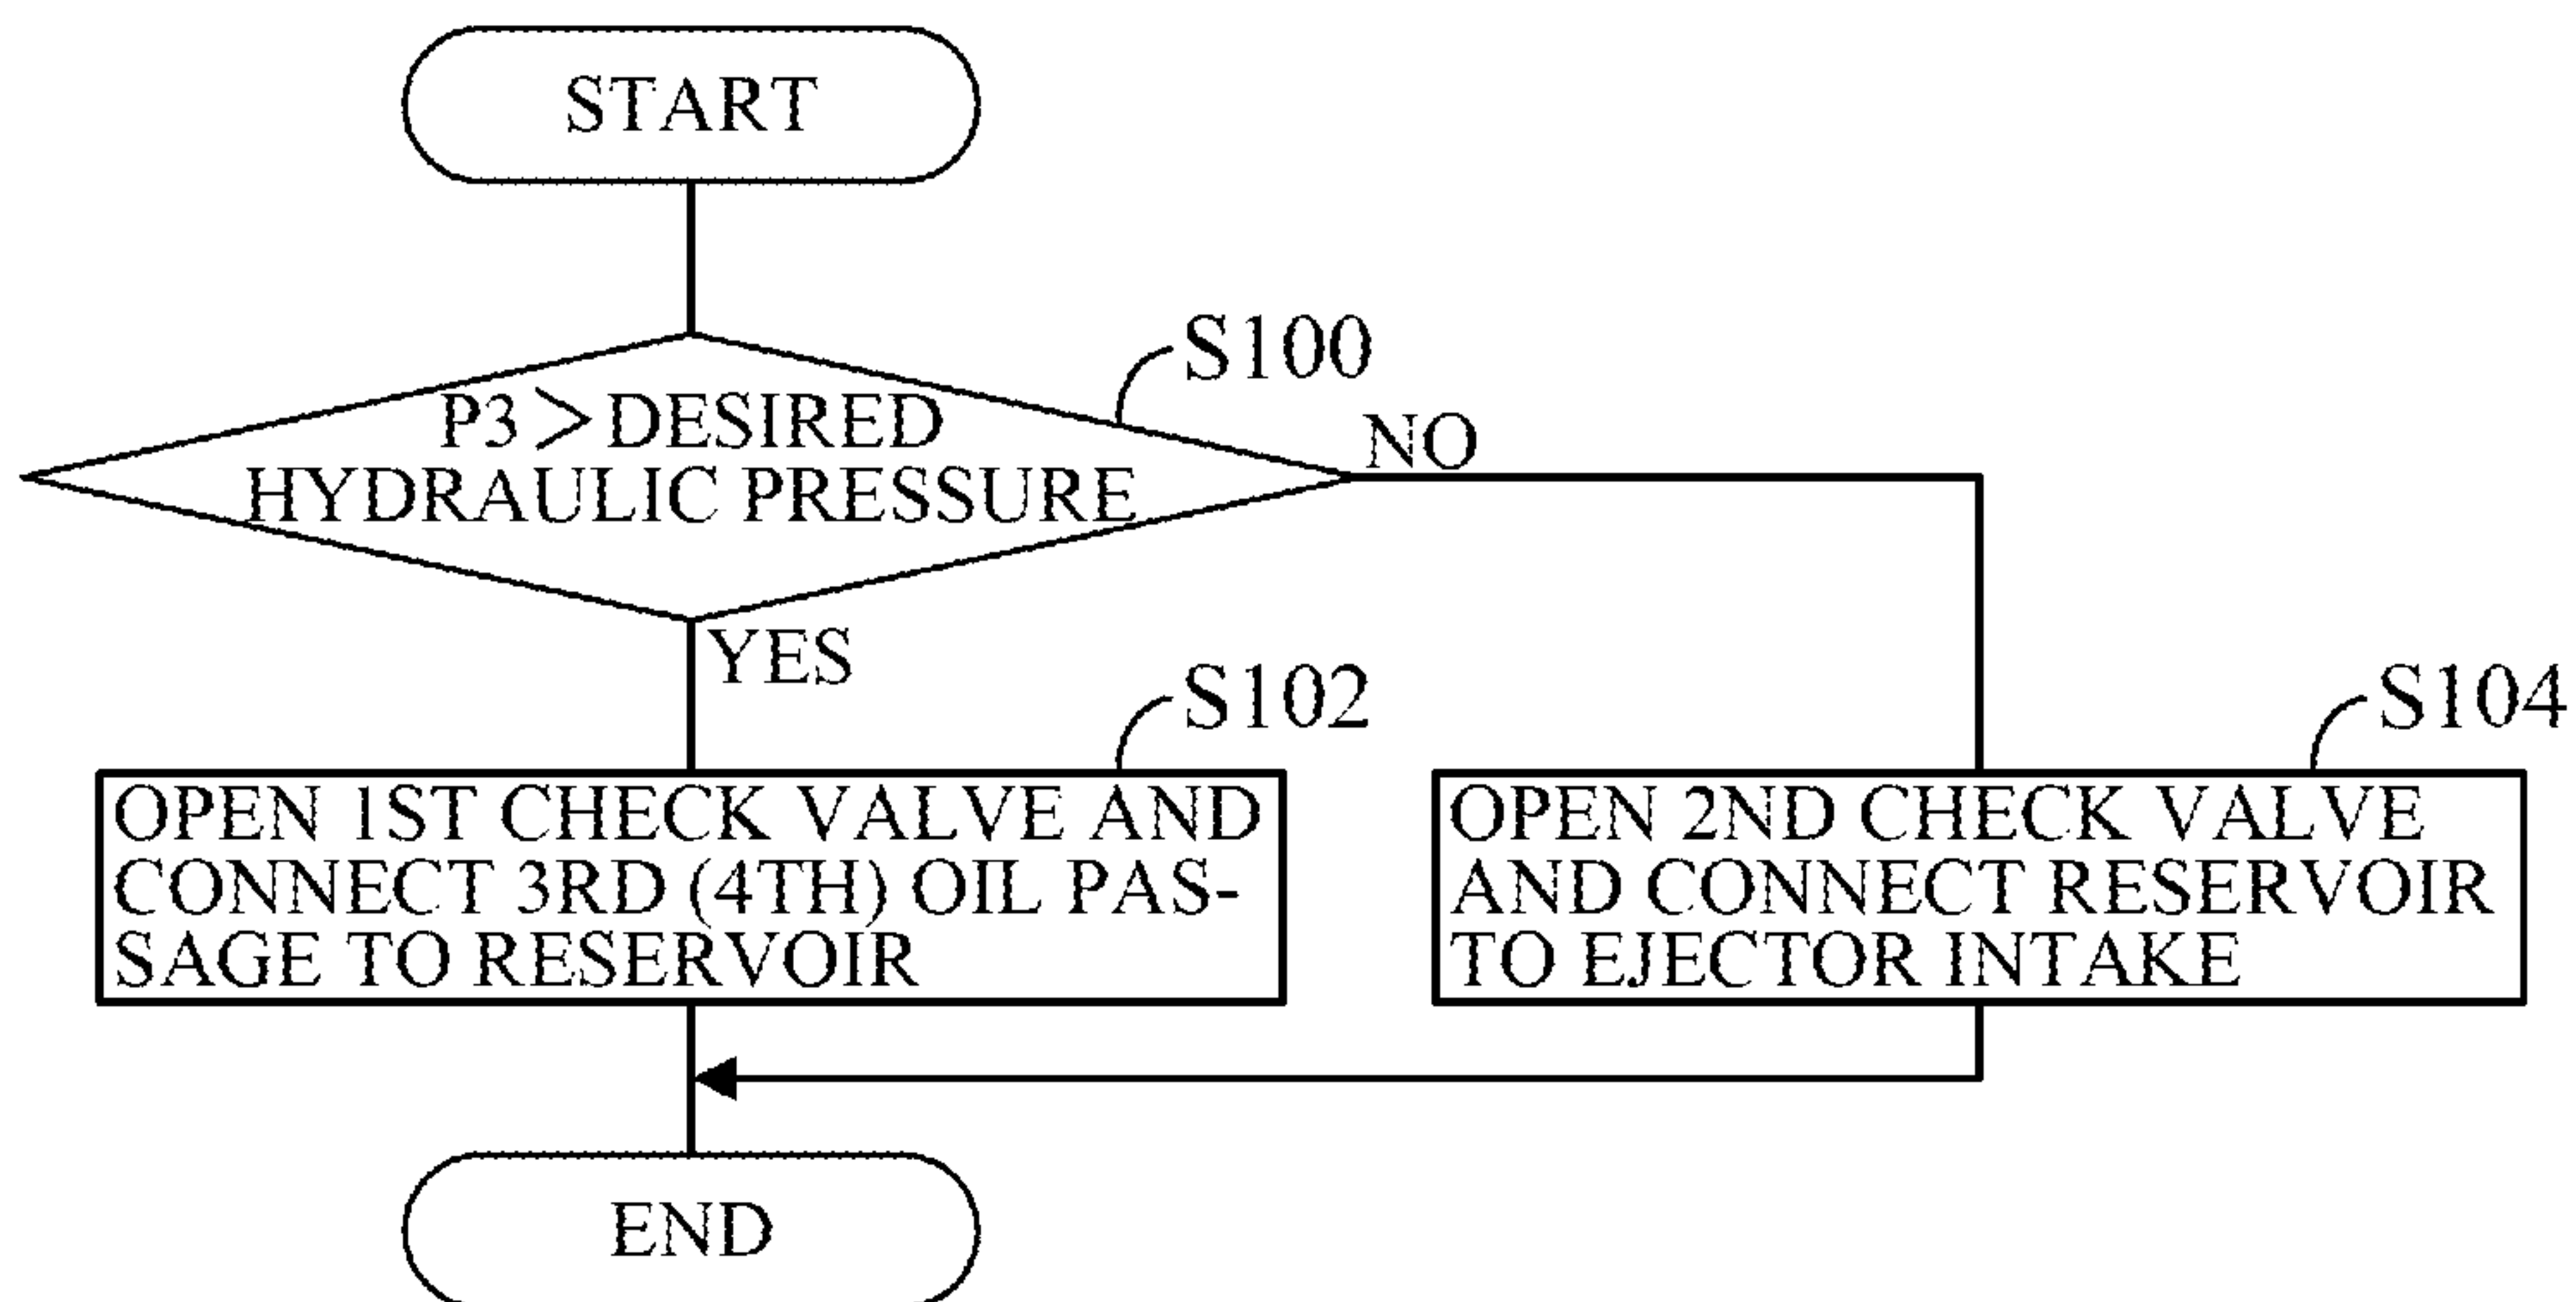 START
S100
P3>DESIRED
HYDRAULIC PRESSURE
NO
YES
S102
OPEN 1ST CHECK VALVE AND
CONNECT 3RD (4TH) OIL PAS-
SAGE TO RESERVOIR
S104
OPEN 2ND CHECK VALVE
AND CONNECT RESERVOIR
TO EJECTOR INTAKE
END